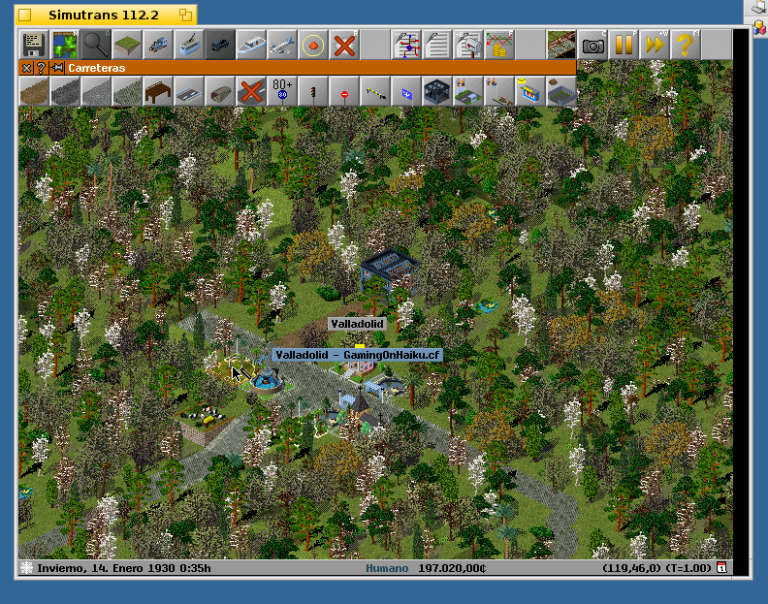 Simutrans 112.2
Carreteras
80+
Valladolid
Valladolid - GamingOnHaiku.cf
Invierno, 14. Enero 1930 0:35h Humano 197.020,00¢ (119,46,0) (T=1.00)